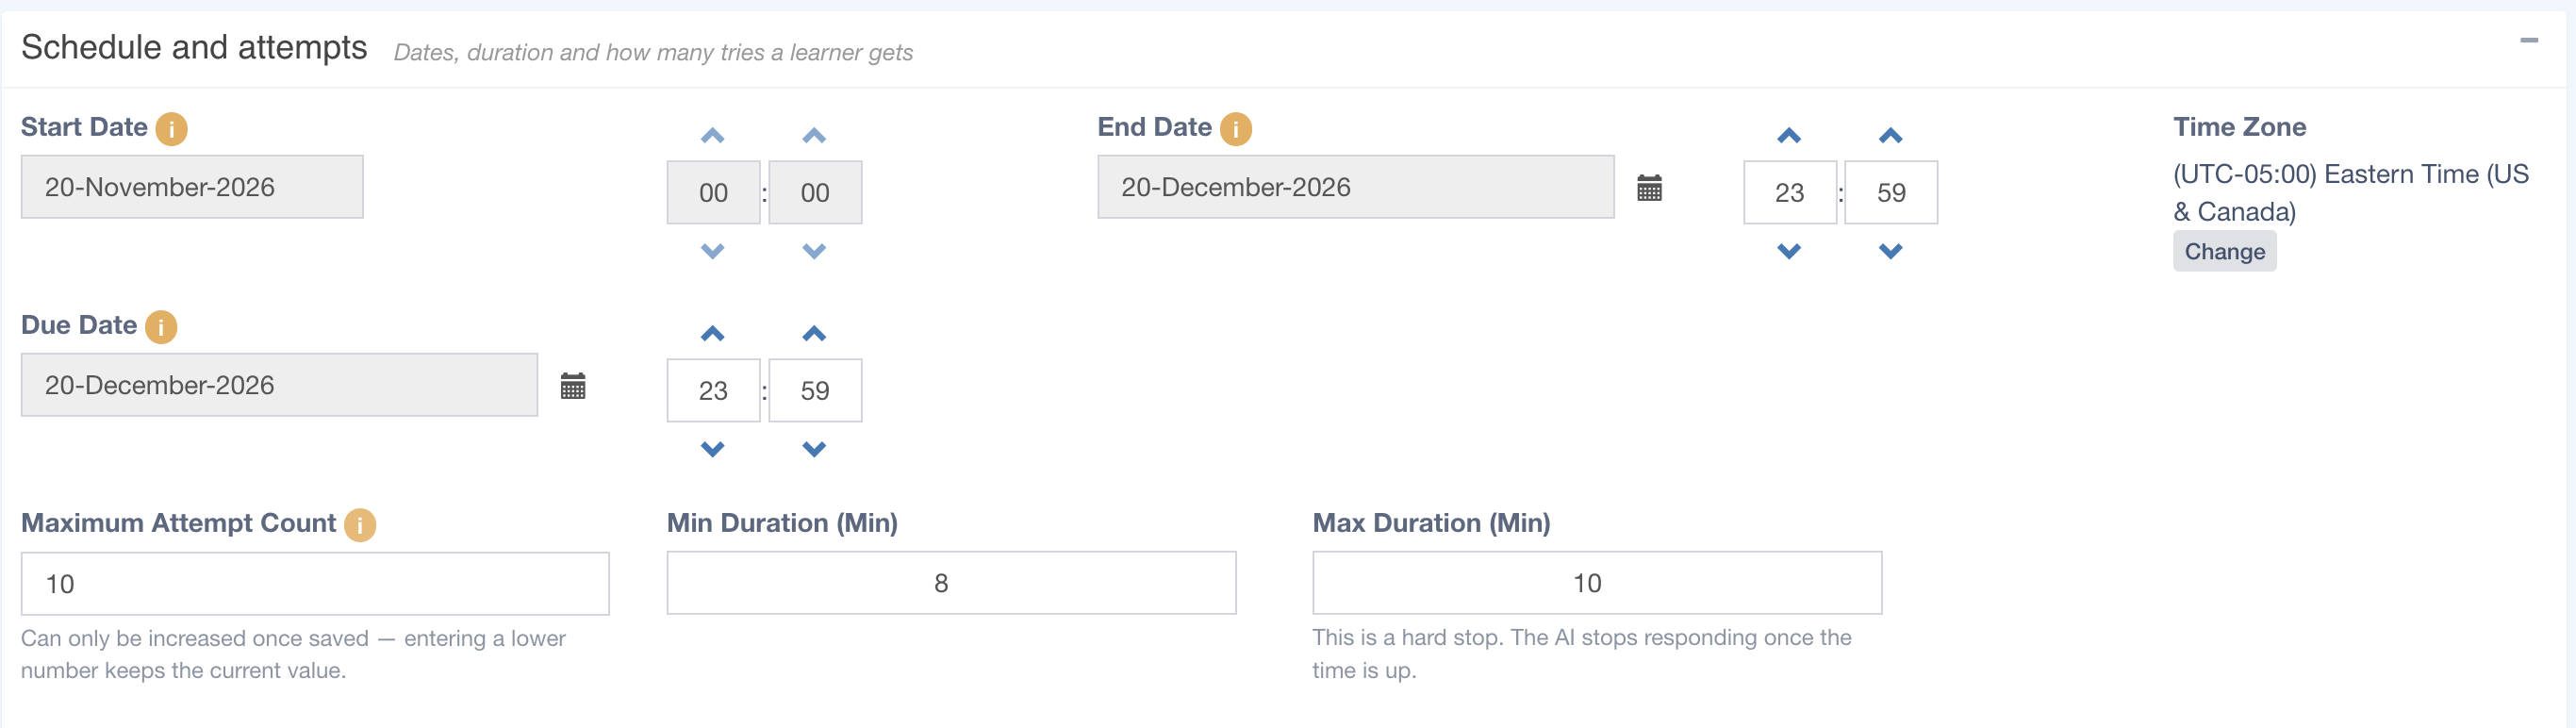 Schedule and attempts Dates, duration and how many tries a learner gets
Start Date i
20-November-2026
00 : 00
End Date i
20-December-2026
23 : 59
Time Zone
(UTC-05:00) Eastern Time (US
& Canada)
Change
Due Date i
20-December-2026
23 : 59
Maximum Attempt Count i
10
Can only be increased once saved — entering a lower
number keeps the current value.
Min Duration (Min)
8
Max Duration (Min)
10
This is a hard stop. The AI stops responding once the
time is up.